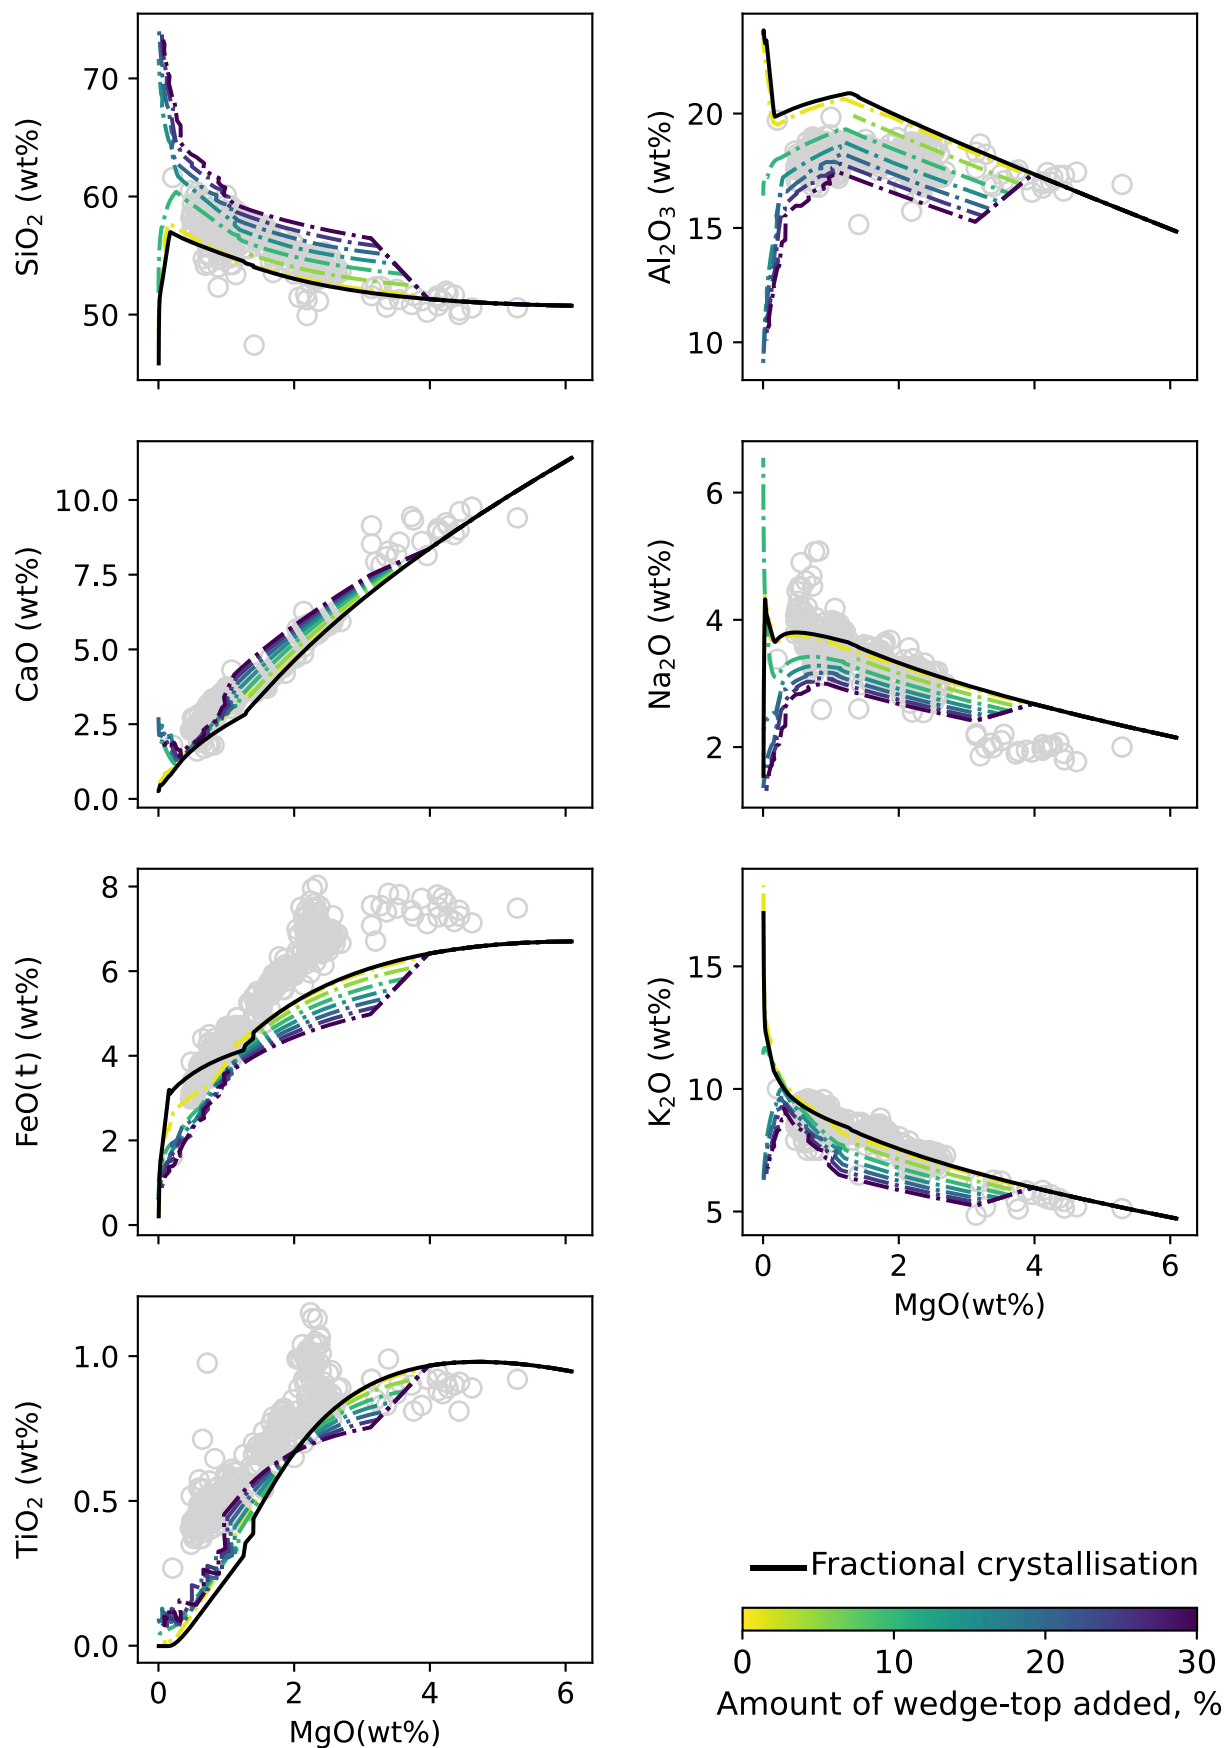 SiO₂ (wt%)
70
60
50
Al₂O₃ (wt%)
20
15
10
CaO (wt%)
10.0
7.5
5.0
2.5
0.0
Na₂O (wt%)
6
4
2
FeO(t) (wt%)
8
6
4
2
0
K₂O (wt%)
15
10
5
0 2 4 6
MgO(wt%)
TiO₂ (wt%)
1.0
0.5
0.0
0 2 4 6
MgO(wt%)
Fractional crystallisation
0 10 20 30
Amount of wedge-top added, %